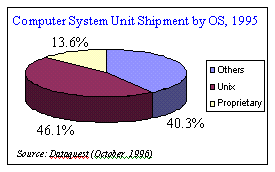 Computer System Unit Shipment by OS, 1995
13.6%
Others
Unix
Proprietary
46.1%
40.3%
Source: Dataquest (October, 1996)